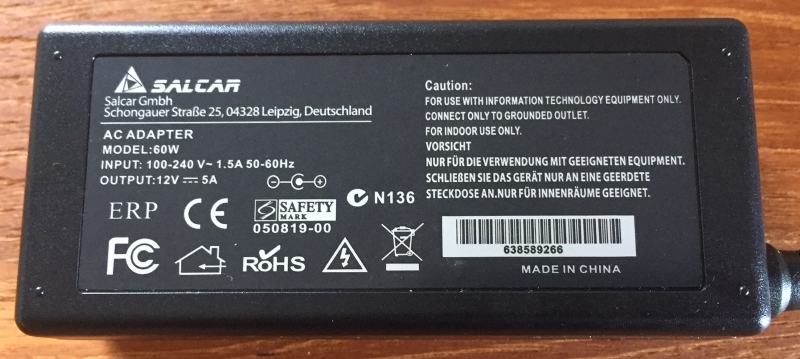 SALCAR
Salcar Gmbh
Schongauer Straße 25, 04328 Leipzig, Deutschland
AC ADAPTER
MODEL:60W
INPUT: 100-240 V~ 1.5A 50-60Hz
OUTPUT:12V ⎓ 5A
ERP CE S SAFETY MARK N136
050819-00
FC RoHS
Caution:
FOR USE WITH INFORMATION TECHNOLOGY EQUIPMENT ONLY.
CONNECT ONLY TO GROUNDED OUTLET.
FOR INDOOR USE ONLY.
VORSICHT
NUR FÜR DIE VERWENDUNG MIT GEEIGNETEN EQUIPMENT.
SCHLIEßEN SIE DAS GERÄT NUR AN EINE GEERDETE
STECKDOSE AN.NUR FÜR INNENRÄUME GEEIGNET.
638589266
MADE IN CHINA